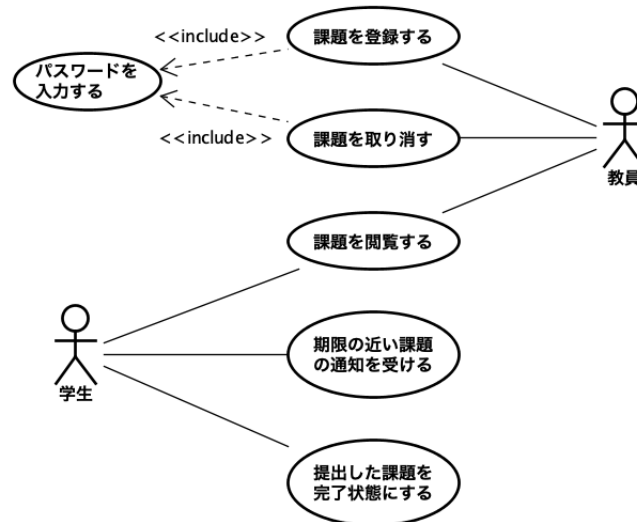 <<include>>
課題を登録する
パスワードを
入力する
<<include>>
課題を取り消す
教員
課題を閲覧する
期限の近い課題
の通知を受ける
学生
提出した課題を
完了状態にする